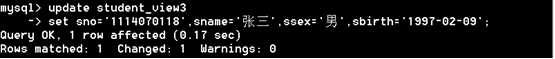 mysql> update student_view3
    -> set sno='1114070118',sname='张三',ssex='男',sbirth='1997-02-09';
Query OK, 1 row affected (0.17 sec)
Rows matched: 1  Changed: 1  Warnings: 0